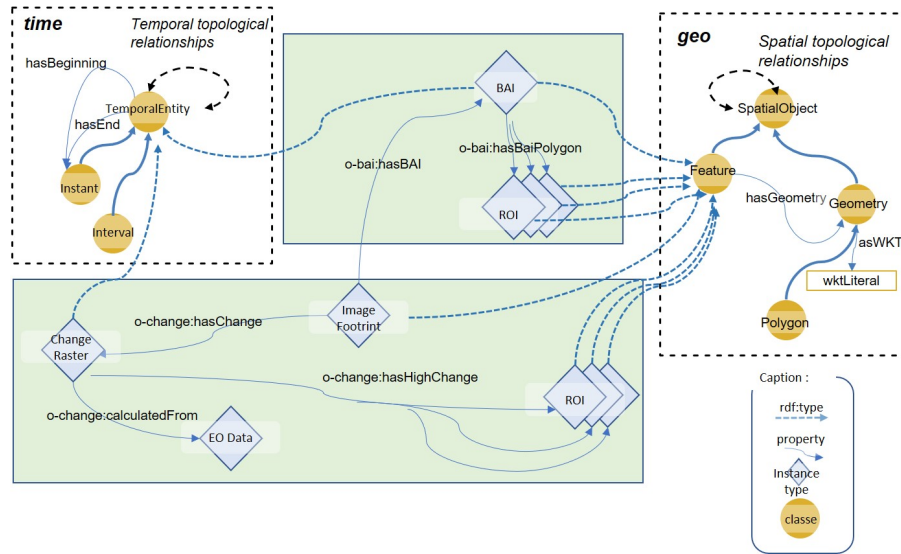 time
Temporal topological
relationships
hasBeginning
TemporalEntity
hasEnd
Instant
Interval
BAI
o-bai:hasBAI
o-bai:hasBaiPolygon
ROI
geo
Spatial topological
relationships
SpatialObject
Feature
hasGeometry
Geometry
asWKT
wktLiteral
Polygon
Image
Footrint
o-change:hasChange
Change
Raster
o-change:hasHighChange
o-change:calculatedFrom
ROI
EO Data
Caption :
rdf:type
property
Instance
type
classe